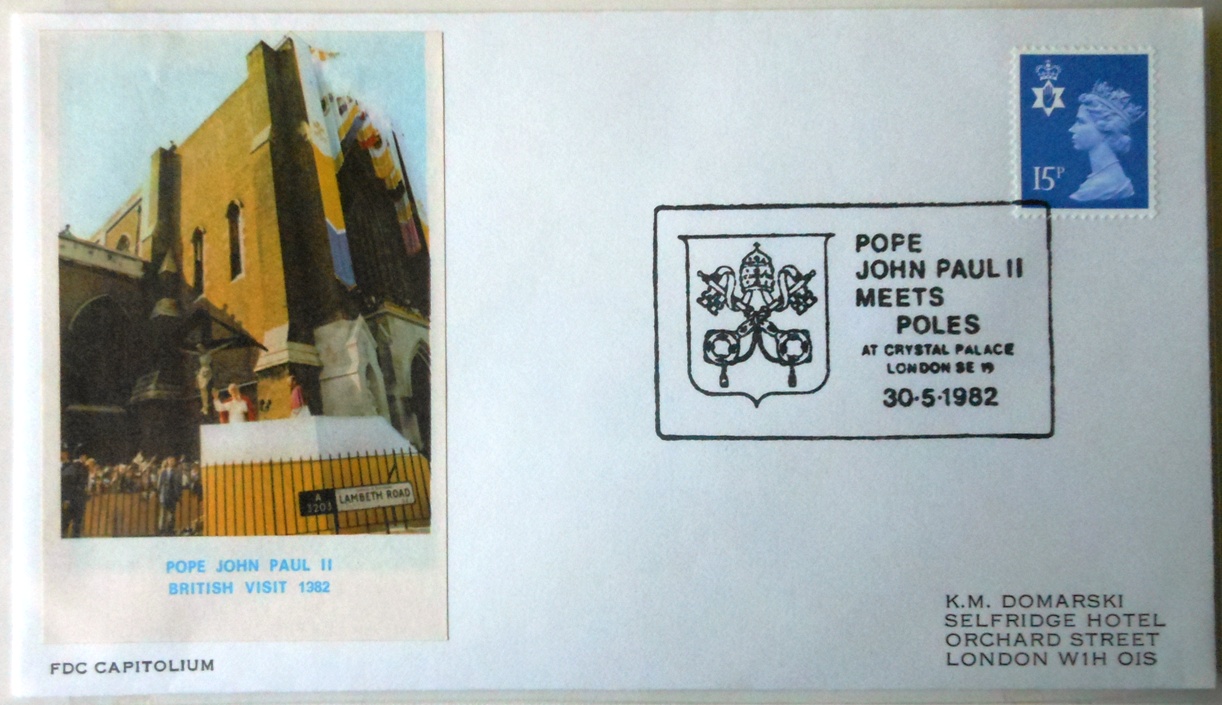 A
3203
LAMBETH ROAD
POPE JOHN PAUL II
BRITISH VISIT 1982
FDC CAPITOLIUM
15P
POPE
JOHN PAUL II
MEETS
POLES
AT CRYSTAL PALACE
LONDON SE 19
30·5·1982
K.M. DOMARSKI
SELFRIDGE HOTEL
ORCHARD STREET
LONDON W1H OIS